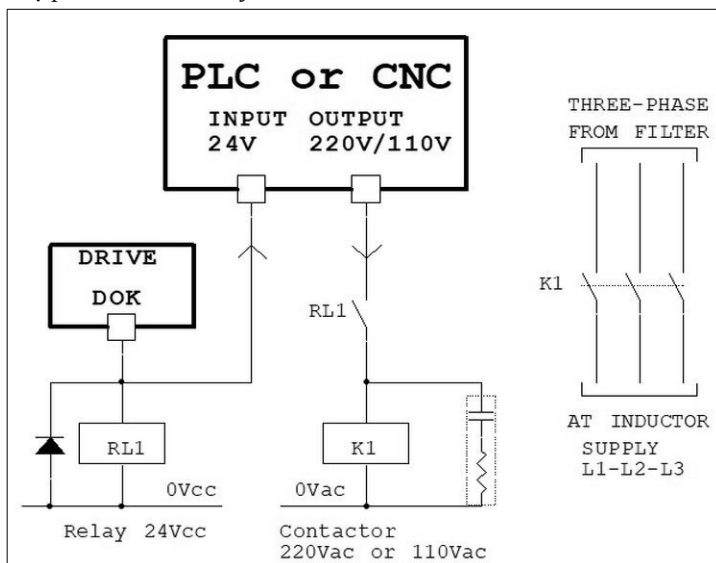 PLC or CNC
INPUT OUTPUT
24V 220V/110V
THREE-PHASE
FROM FILTER
DRIVE
DOK
K1
RL1
RL1
K1
AT INDUCTOR
SUPPLY
L1-L2-L3
0Vcc
0Vac
Relay 24Vcc
Contactor
220Vac or 110Vac